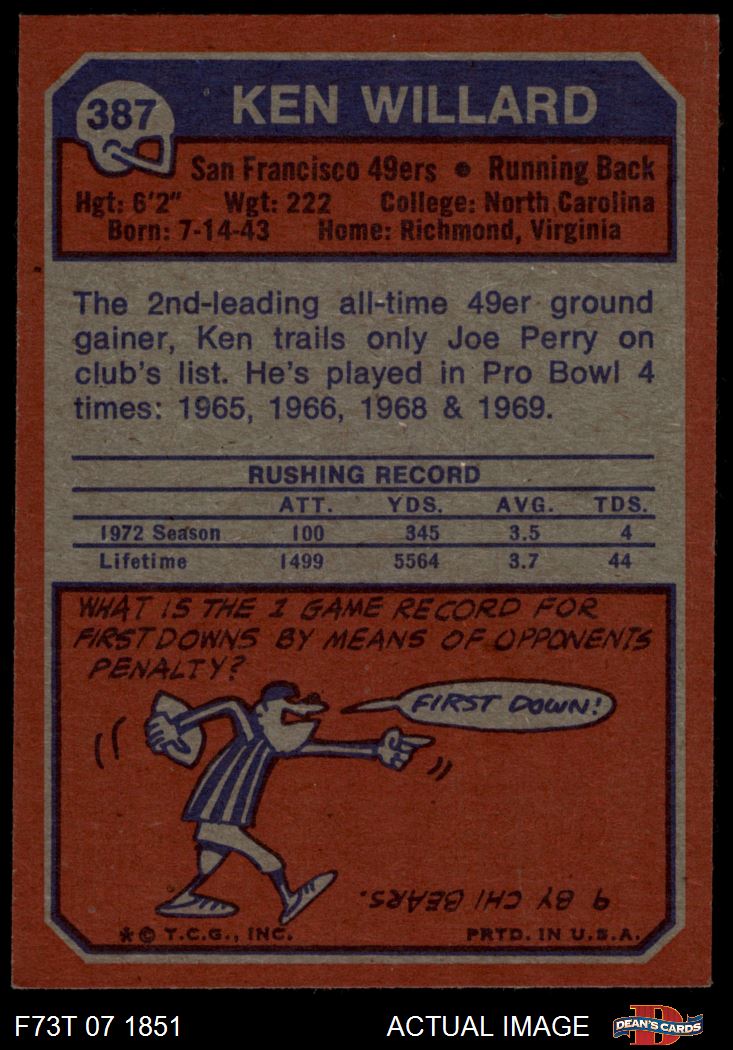 387
KEN WILLARD
San Francisco 49ers • Running Back
Hgt: 6'2" Wgt: 222 College: North Carolina
Born: 7-14-43 Home: Richmond, Virginia
The 2nd-leading all-time 49er ground
gainer, Ken trails only Joe Perry on
club's list. He's played in Pro Bowl 4
times: 1965, 1966, 1968 & 1969.
RUSHING RECORD
ATT. YDS. AVG. TDS.
1972 Season 100 345 3.5 4
Lifetime 1499 5564 3.7 44
WHAT IS THE 1 GAME RECORD FOR
FIRST DOWNS BY MEANS OF OPPONENTS
PENALTY?
FIRST DOWN!
9 BY CHI BEARS.
* © T.C.G., INC. PRTD. IN U.S.A.
F73T 07 1851 ACTUAL IMAGE
D
DEAN'S CARDS